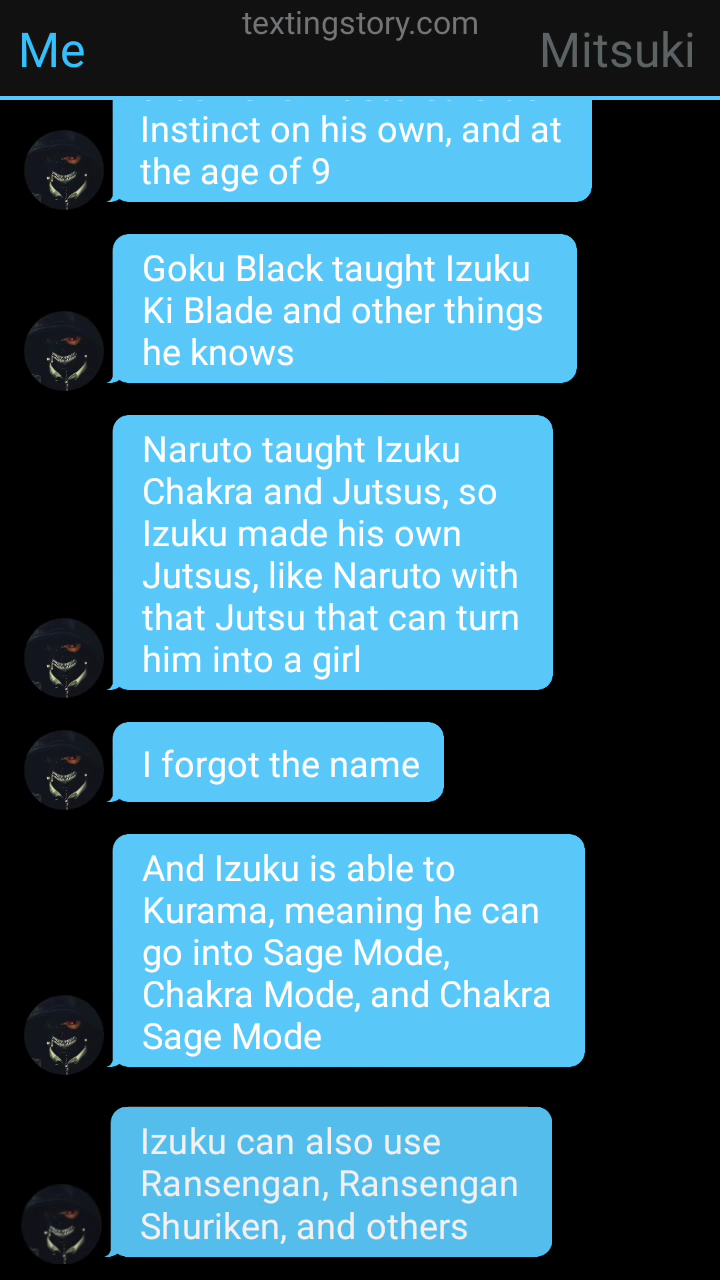 textingstory.com
Me
Mitsuki
Instinct on his own, and at
the age of 9
Goku Black taught Izuku
Ki Blade and other things
he knows
Naruto taught Izuku
Chakra and Jutsus, so
Izuku made his own
Jutsus, like Naruto with
that Jutsu that can turn
him into a girl
I forgot the name
And Izuku is able to
Kurama, meaning he can
go into Sage Mode,
Chakra Mode, and Chakra
Sage Mode
Izuku can also use
Ransengan, Ransengan
Shuriken, and others